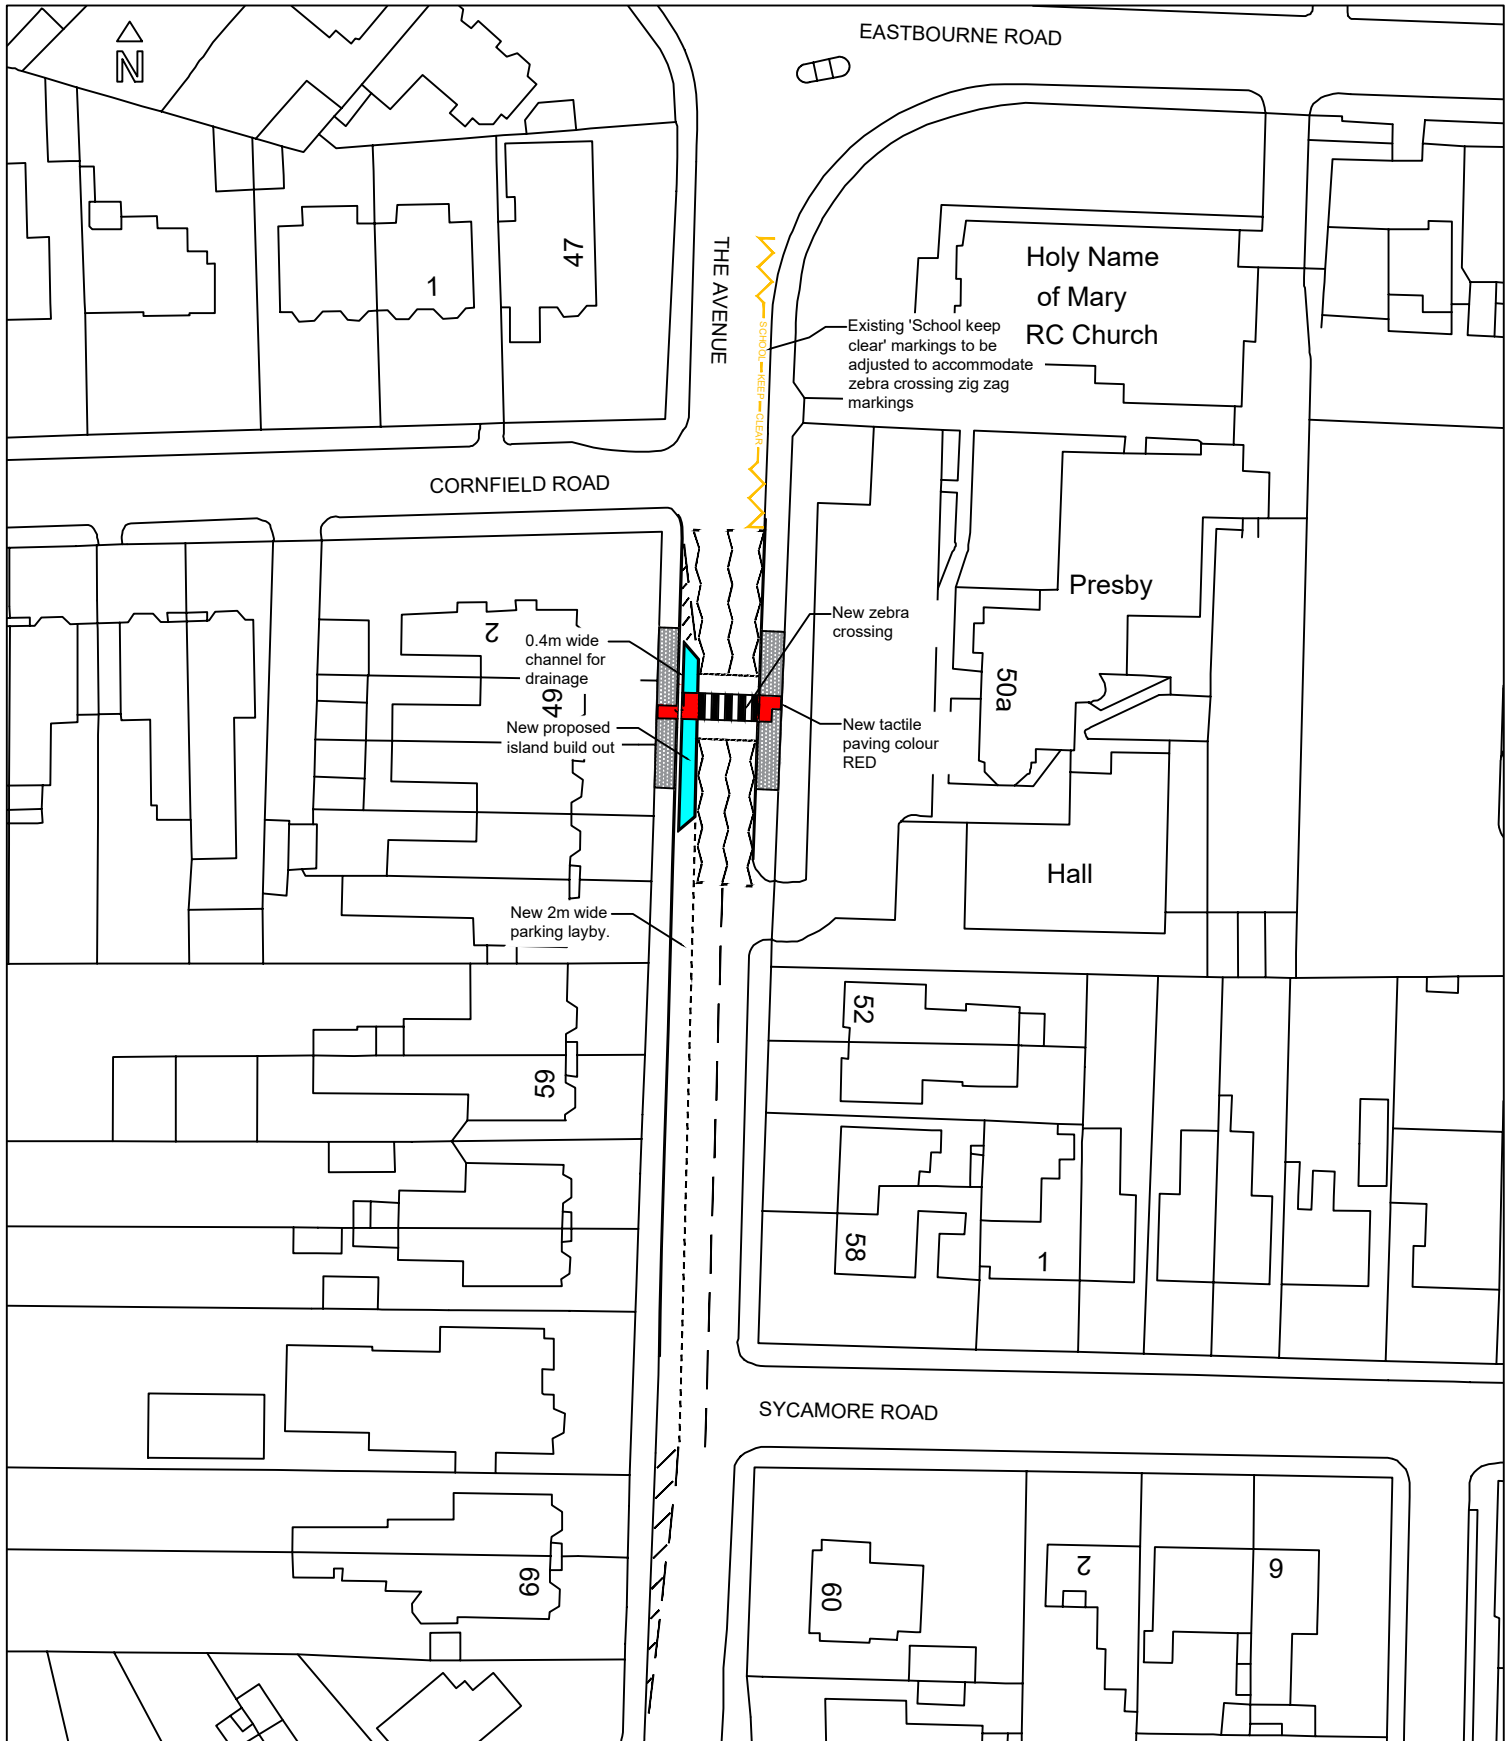 EASTBOURNE ROAD
N
47
1
THE AVENUE
Holy Name
of Mary
RC Church
Existing 'School keep
clear' markings to be
adjusted to accommodate
zebra crossing zig zag
markings
SCHOOL KEEP CLEAR
CORNFIELD ROAD
2
0.4m wide
channel for
drainage
49
New proposed
island build out
New zebra
crossing
Presby
50a
New tactile
paving colour
RED
Hall
New 2m wide
parking layby.
52
59
58
1
SYCAMORE ROAD
69
60
2
6